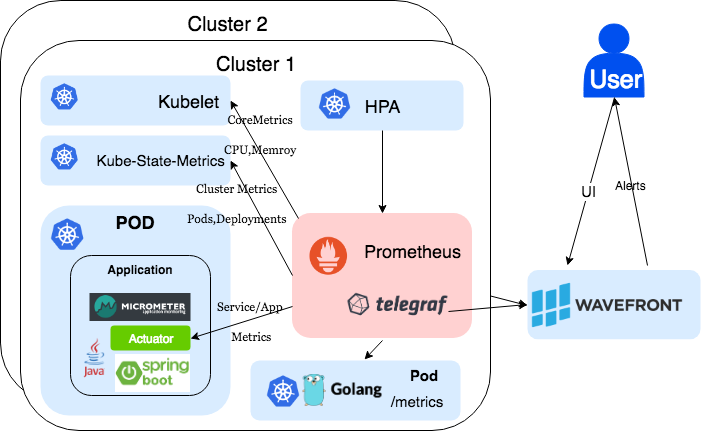 Cluster 2
Cluster 1
Kubelet
HPA
CoreMetrics
CPU,Memroy
Kube-State-Metrics
Cluster Metrics
Pods,Deployments
POD
Application
MICROMETER
application monitoring
Actuator
Java
spring
boot
Service/App
Metrics
Prometheus
telegraf
Golang
Pod
/metrics
User
UI
Alerts
WAVEFRONT